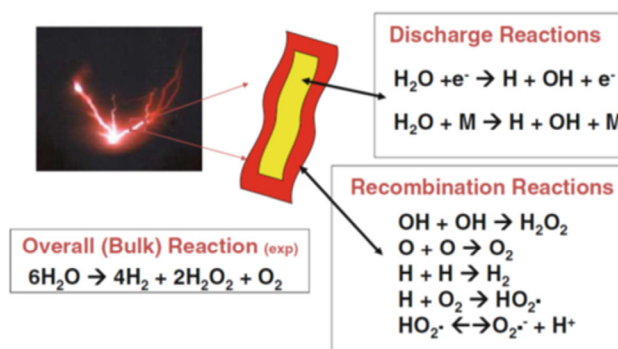 Discharge Reactions
H₂O +e⁻ → H + OH + e⁻
H₂O + M → H + OH + M
Recombination Reactions
OH + OH → H₂O₂
O + O → O₂
H + H → H₂
H + O₂ → HO₂•
HO₂• ←→O₂•⁻ + H⁺
Overall (Bulk) Reaction (exp)
6H₂O → 4H₂ + 2H₂O₂ + O₂